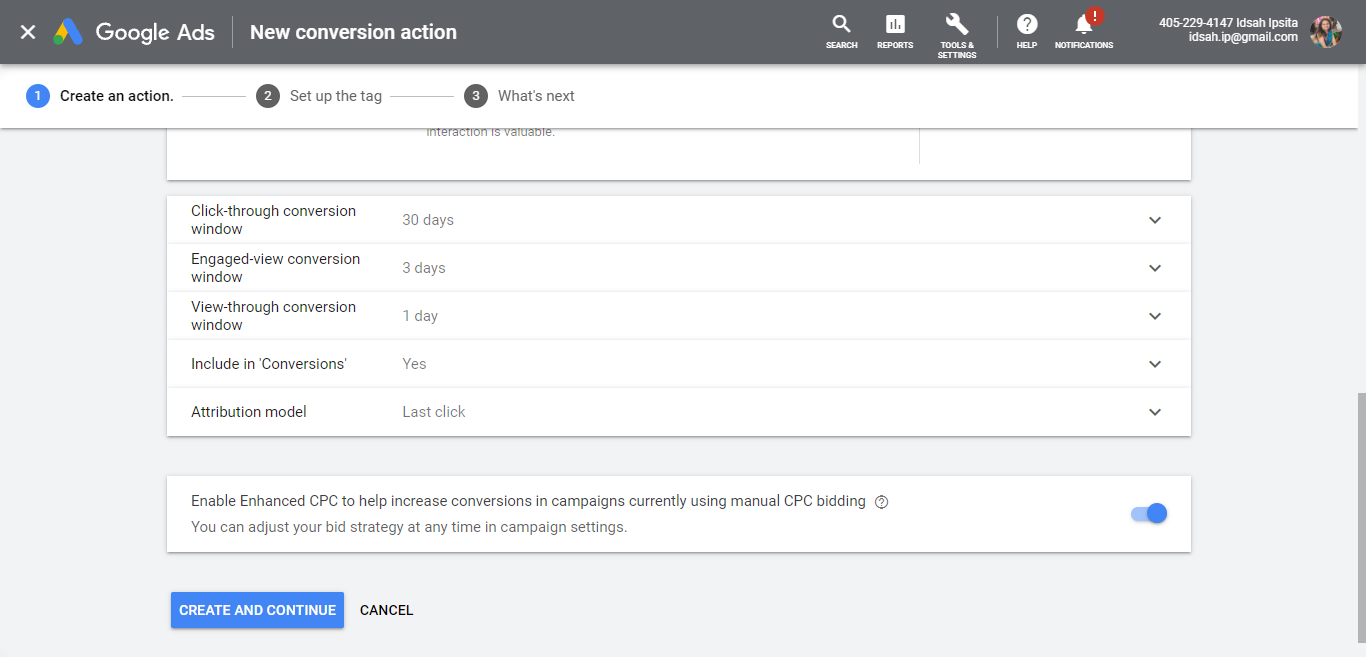 Google Ads
New conversion action
SEARCH
REPORTS
TOOLS &
SETTINGS
HELP
!
NOTIFICATIONS
405-229-4147 Idsah Ipsita
idsah.ip@gmail.com
1 Create an action.
2 Set up the tag
3 What's next
interaction is valuable.
Click-through conversion
window
30 days
Engaged-view conversion
window
3 days
View-through conversion
window
1 day
Include in 'Conversions'
Yes
Attribution model
Last click
Enable Enhanced CPC to help increase conversions in campaigns currently using manual CPC bidding
You can adjust your bid strategy at any time in campaign settings.
CREATE AND CONTINUE
CANCEL